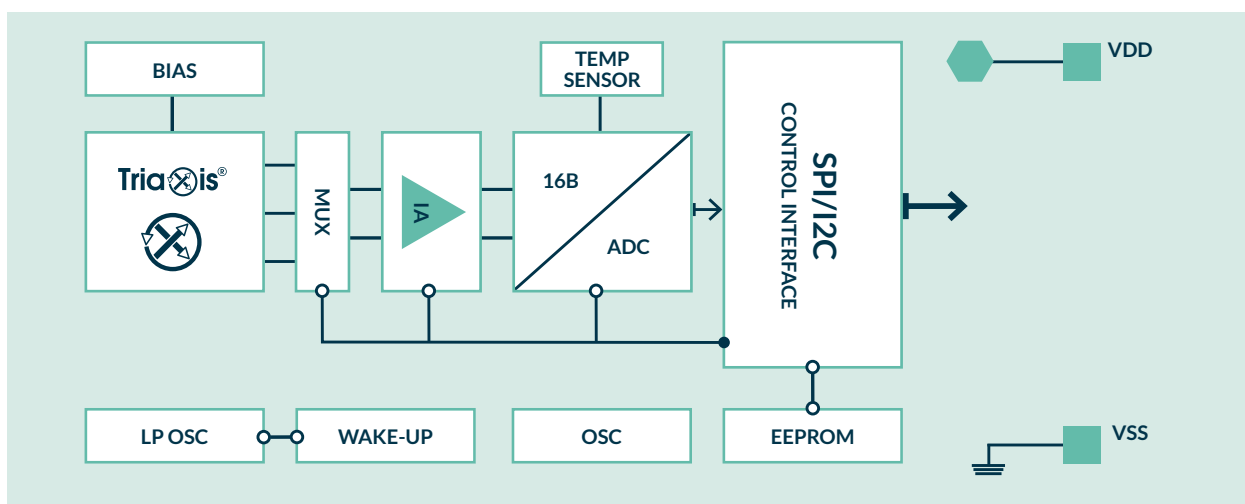 BIAS
TEMP
SENSOR
VDD
Triaxis®
MUX
IA
16B
ADC
SPI/I2C
CONTROL INTERFACE
LP OSC
WAKE-UP
OSC
EEPROM
VSS